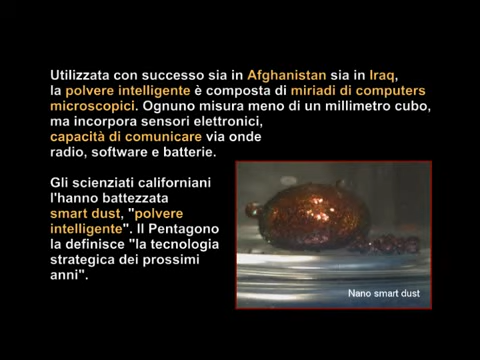 Utilizzata con successo sia in Afghanistan sia in Iraq,
la polvere intelligente è composta di miriadi di computers
microscopici. Ognuno misura meno di un millimetro cubo,
ma incorpora sensori elettronici,
capacità di comunicare via onde
radio, software e batterie.
Gli scienziati californiani
l'hanno battezzata
smart dust, "polvere
intelligente". Il Pentagono
la definisce "la tecnologia
strategica dei prossimi
anni".
Nano smart dust